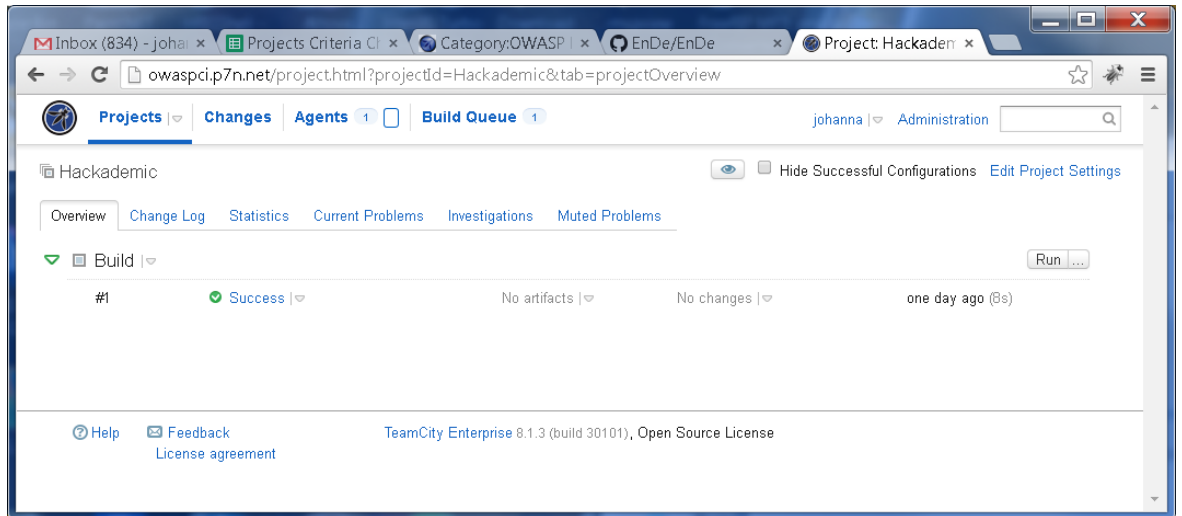 Inbox (834) - johai Projects Criteria Cl Category:OWASP EnDe/EnDe Project: Hackadem
owaspci.p7n.net/project.html?projectId=Hackademic&tab=projectOverview
Projects Changes Agents 1 Build Queue 1 johanna Administration
Hackademic Hide Successful Configurations Edit Project Settings
Overview Change Log Statistics Current Problems Investigations Muted Problems
Build Run ...
#1 Success No artifacts No changes one day ago (8s)
Help Feedback TeamCity Enterprise 8.1.3 (build 30101), Open Source License
License agreement